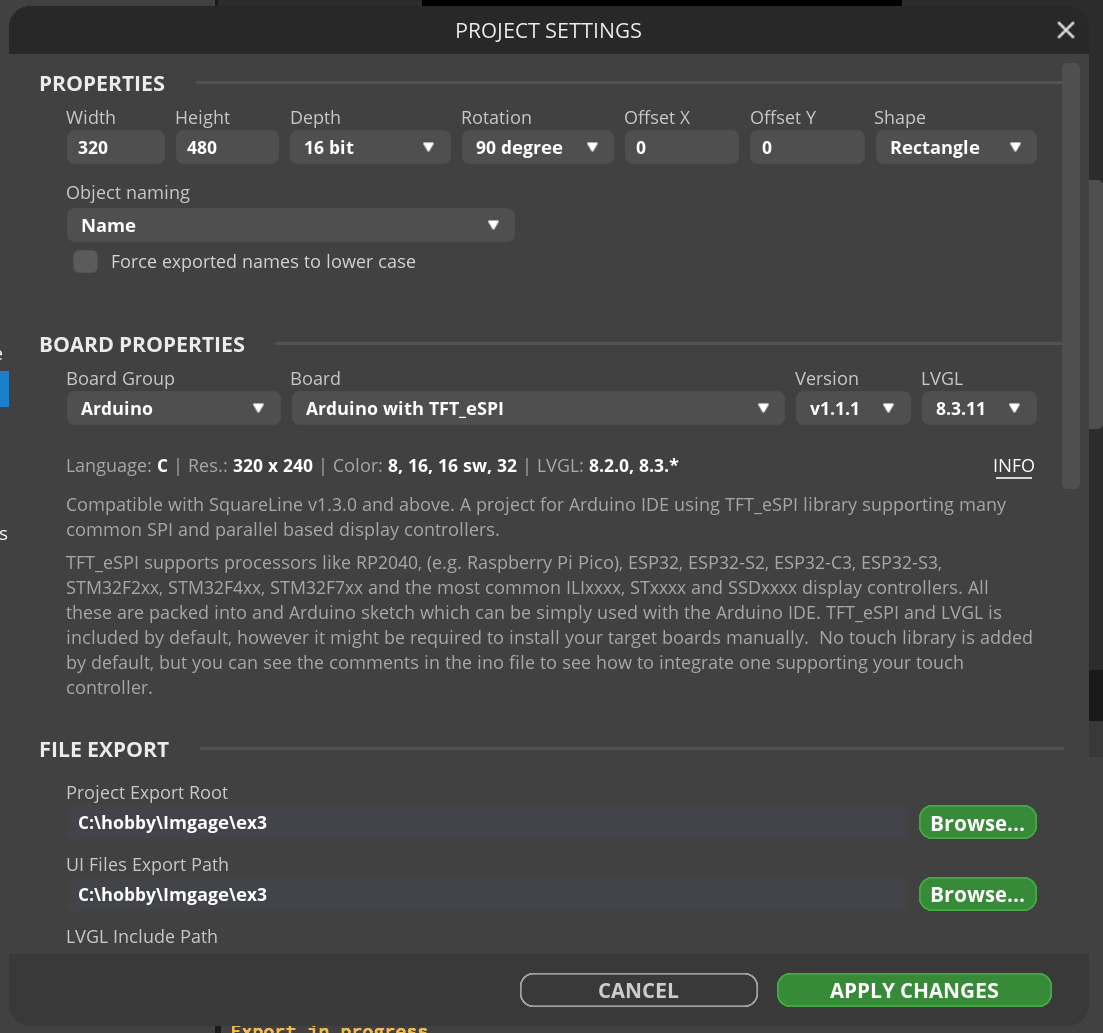 PROJECT SETTINGS
PROPERTIES
Width Height Depth Rotation Offset X Offset Y Shape
320 480 16 bit 90 degree 0 0 Rectangle
Object naming
Name
Force exported names to lower case
BOARD PROPERTIES
Board Group Board Version LVGL
Arduino Arduino with TFT_eSPI v1.1.1 8.3.11
Language: C | Res.: 320 x 240 | Color: 8, 16, 16 sw, 32 | LVGL: 8.2.0, 8.3.* INFO
Compatible with SquareLine v1.3.0 and above. A project for Arduino IDE using TFT_eSPI library supporting many
common SPI and parallel based display controllers.
TFT_eSPI supports processors like RP2040, (e.g. Raspberry Pi Pico), ESP32, ESP32-S2, ESP32-C3, ESP32-S3,
STM32F2xx, STM32F4xx, STM32F7xx and the most common ILIxxxx, STxxxx and SSDxxxx display controllers. All
these are packed into and Arduino sketch which can be simply used with the Arduino IDE. TFT_eSPI and LVGL is
included by default, however it might be required to install your target boards manually. No touch library is added
by default, but you can see the comments in the ino file to see how to integrate one supporting your touch
controller.
FILE EXPORT
Project Export Root
C:\hobby\Imgage\ex3 Browse...
UI Files Export Path
C:\hobby\Imgage\ex3 Browse...
LVGL Include Path
CANCEL APPLY CHANGES
Export in progress